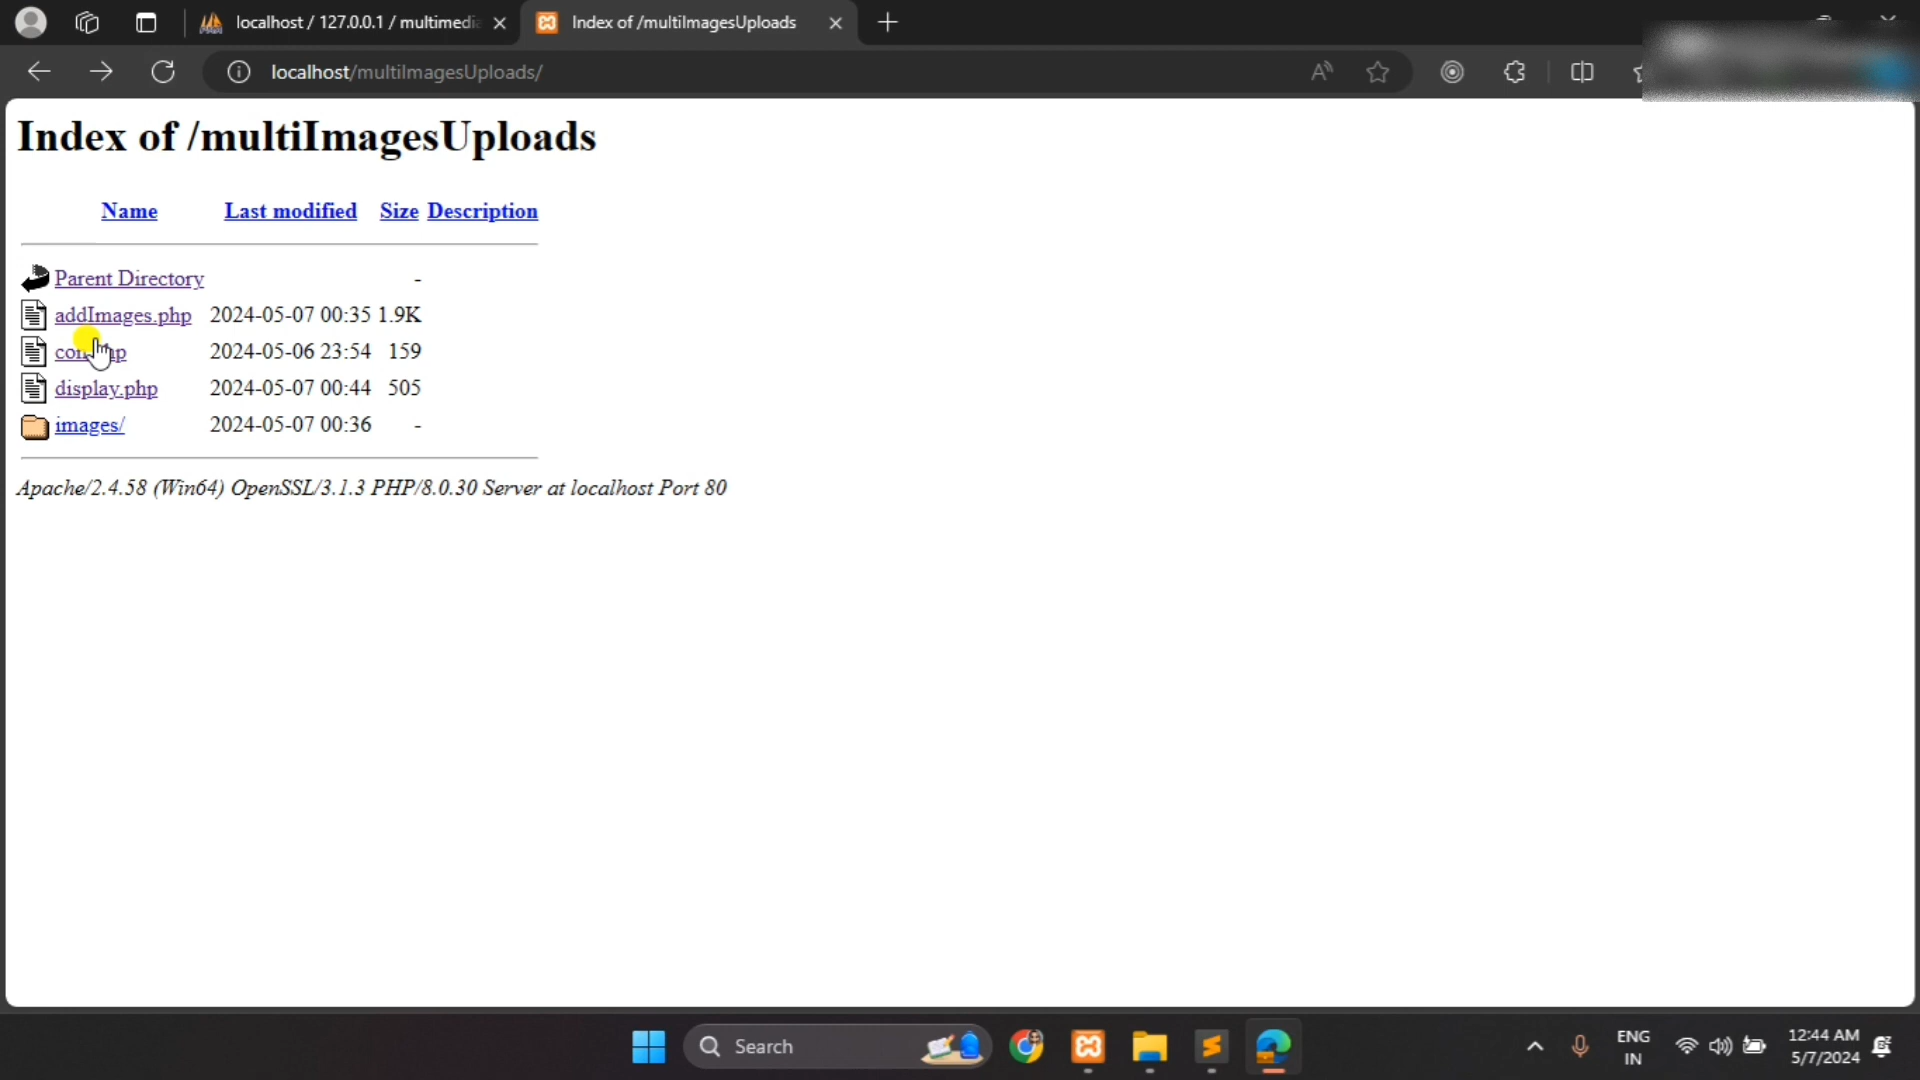 localhost / 127.0.0.1 / multimedia
Index of /multiImagesUploads
localhost/multiImagesUploads/
Index of /multiImagesUploads
Name Last modified Size Description
Parent Directory -
addImages.php 2024-05-07 00:35 1.9K
2024-05-06 23:54 159
display.php 2024-05-07 00:44 505
images/ 2024-05-07 00:36 -
Apache/2.4.58 (Win64) OpenSSL/3.1.3 PHP/8.0.30 Server at localhost Port 80
Search
ENG
IN
12:44 AM
5/7/2024